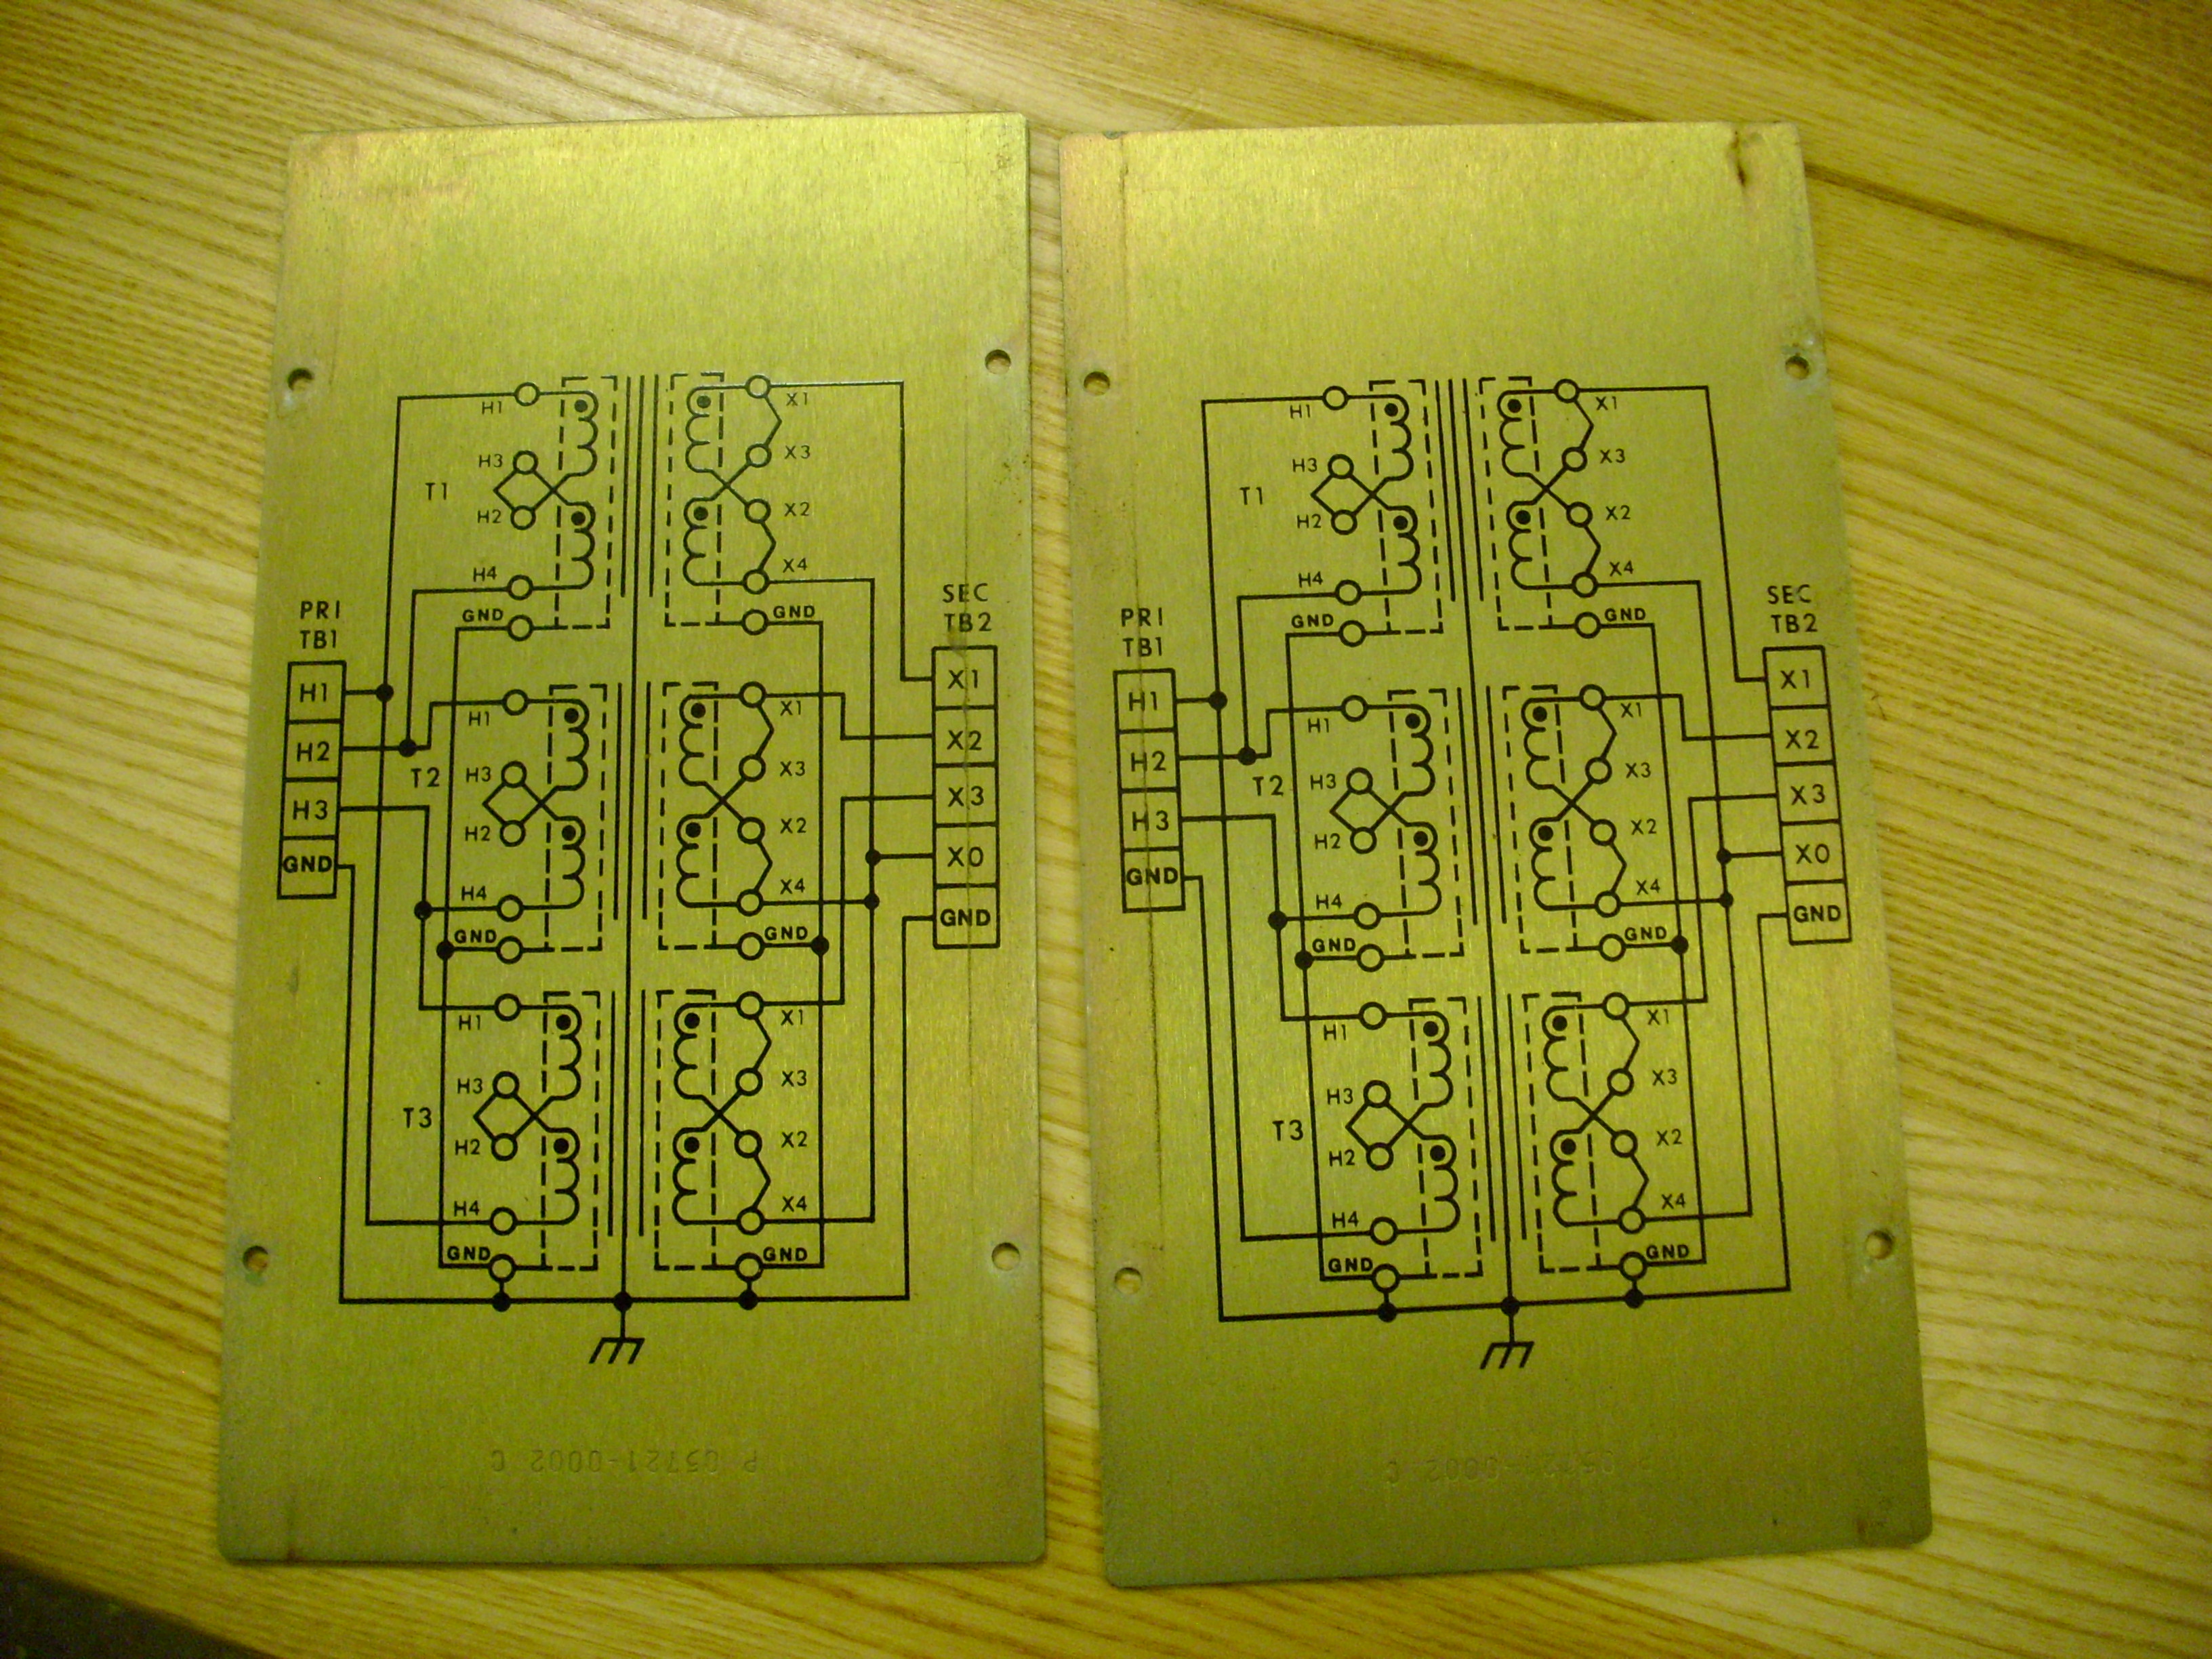 H1
X1
H3
X3
T1
H2
X2
H4
X4
GND
GND
PRI
TB1
SEC
TB2
H1
H2
H3
GND
X1
X2
X3
X0
GND
H1
X1
T2
H3
X3
H2
X2
H4
X4
GND
GND
H1
X1
H3
X3
T3
H2
X2
H4
X4
GND
GND
P 05721-0002 C
H1
X1
H3
X3
T1
H2
X2
H4
X4
GND
GND
PRI
TB1
SEC
TB2
H1
H2
H3
GND
X1
X2
X3
X0
GND
H1
X1
T2
H3
X3
H2
X2
H4
X4
GND
GND
H1
X1
H3
X3
T3
H2
X2
H4
X4
GND
GND